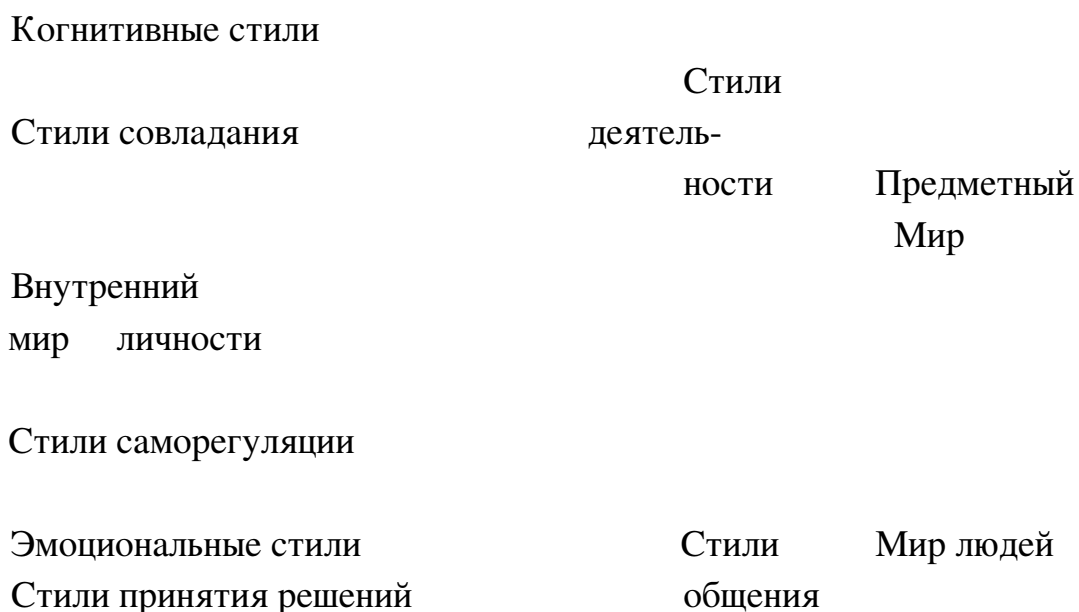 Когнитивные стили
Стили
Стили совладания деятель-
ности Предметный
Мир
Внутренний
мир личности
Стили саморегуляции
Эмоциональные стили Стили Мир людей
Стили принятия решений общения